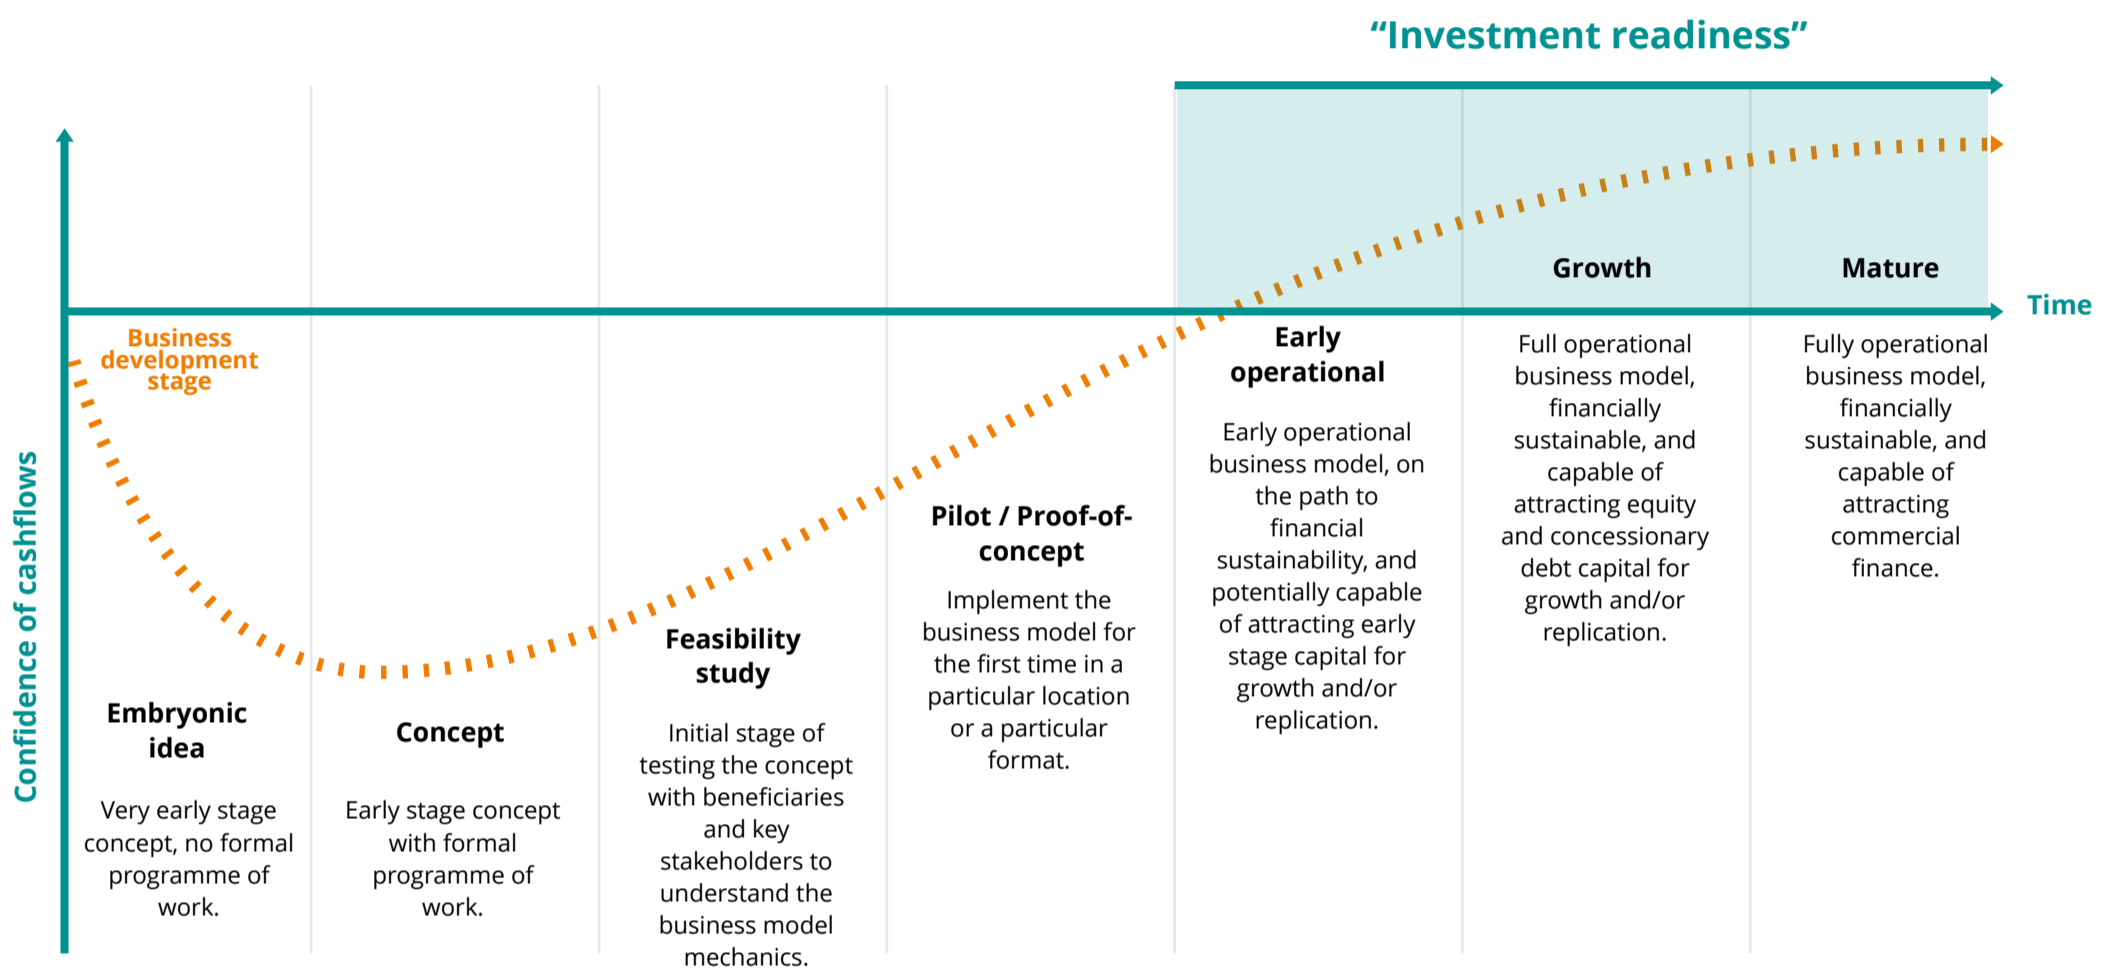 “Investment readiness”
Time
Confidence of cashflows
Business
development
stage
Embryonic
idea
Very early stage
concept, no formal
programme of
work.
Concept
Early stage concept
with formal
programme of
work.
Feasibility
study
Initial stage of
testing the concept
with beneficiaries
and key
stakeholders to
understand the
business model
mechanics.
Pilot / Proof-of-
concept
Implement the
business model for
the first time in a
particular location
or a particular
format.
Early
operational
Early operational
business model, on
the path to
financial
sustainability, and
potentially capable
of attracting early
stage capital for
growth and/or
replication.
Growth
Full operational
business model,
financially
sustainable, and
capable of
attracting equity
and concessionary
debt capital for
growth and/or
replication.
Mature
Fully operational
business model,
financially
sustainable, and
capable of
attracting
commercial
finance.